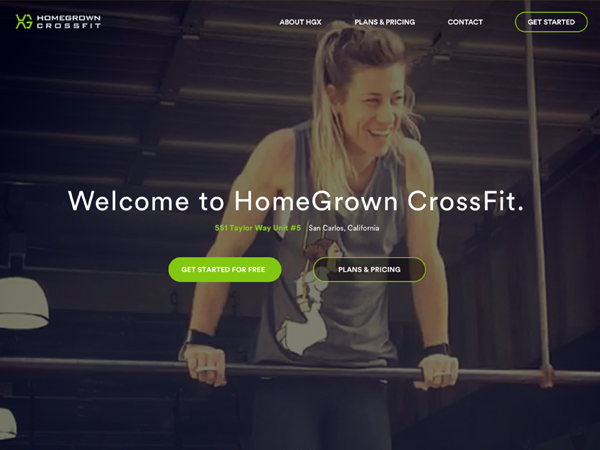 HOMEGROWN
CROSSFIT
ABOUT HGX
PLANS & PRICING
CONTACT
GET STARTED
Welcome to HomeGrown CrossFit.
551 Taylor Way Unit #5 San Carlos, California
GET STARTED FOR FREE
PLANS & PRICING